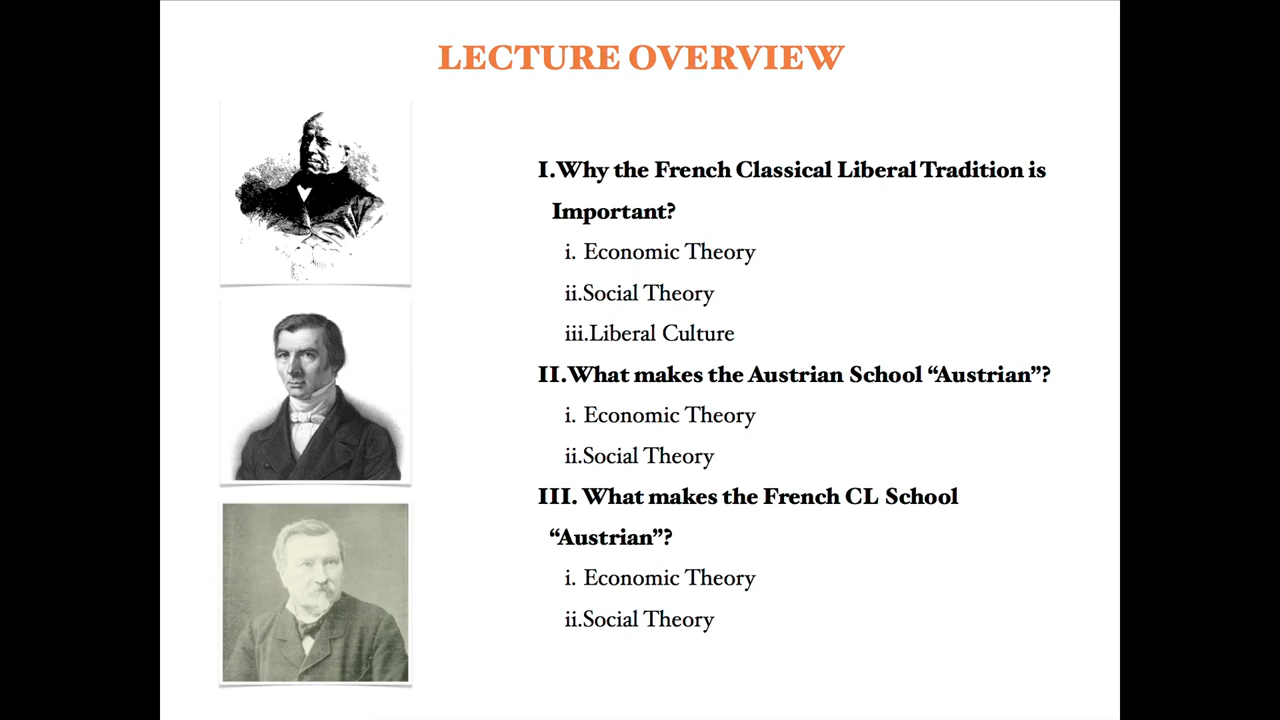 LECTURE OVERVIEW
I.Why the French Classical Liberal Tradition is
Important?
i. Economic Theory
ii.Social Theory
iii.Liberal Culture
II.What makes the Austrian School “Austrian”?
i. Economic Theory
ii.Social Theory
III. What makes the French CL School
“Austrian”?
i. Economic Theory
ii.Social Theory